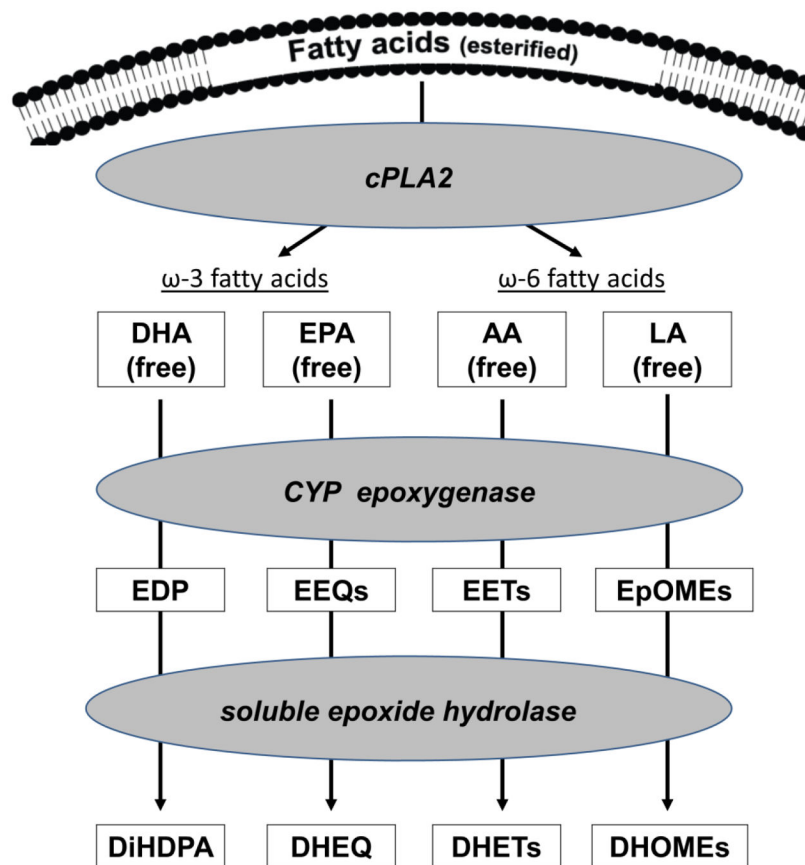 Fatty acids (esterified)
cPLA2
ω-3 fatty acids
ω-6 fatty acids
DHA
(free)
EPA
(free)
AA
(free)
LA
(free)
CYP epoxygenase
EDP
EEQs
EETs
EpOMEs
soluble epoxide hydrolase
DiHDPA
DHEQ
DHETs
DHOMEs